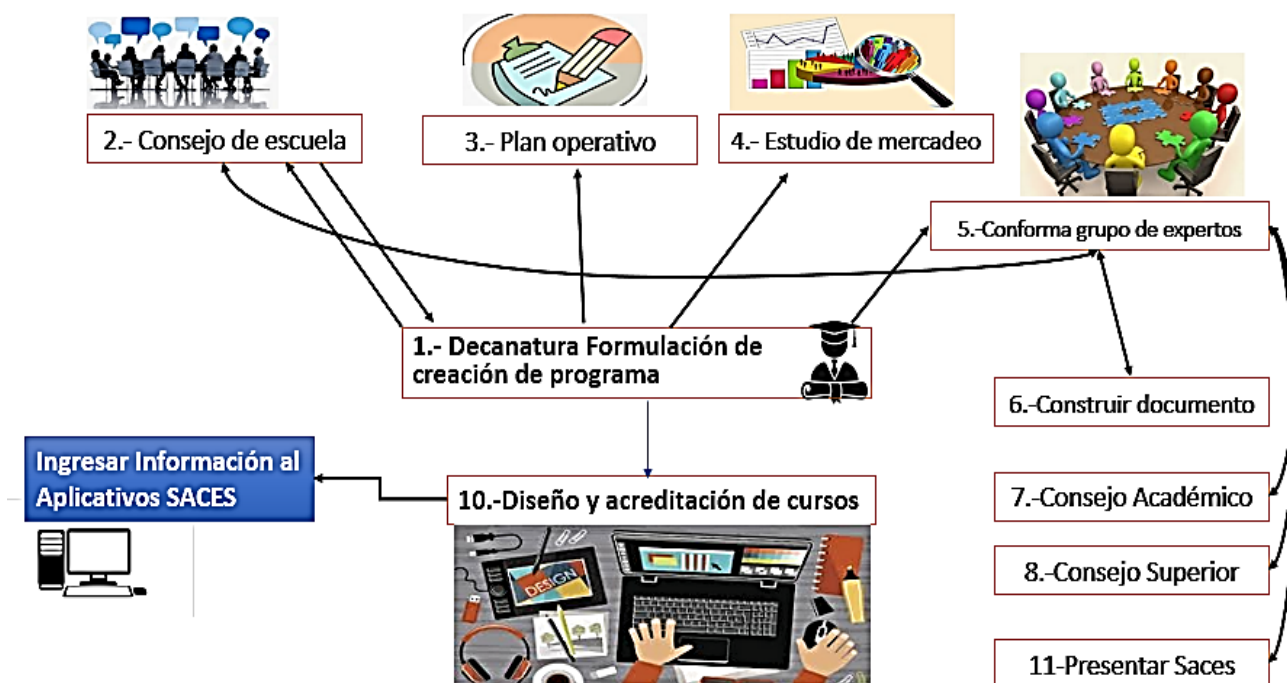 2.- Consejo de escuela
3.- Plan operativo
4.- Estudio de mercadeo
5.-Conforma grupo de expertos
1.- Decanatura Formulación de
creación de programa
6.-Construir documento
Ingresar Información al
Aplicativos SACES
10.-Diseño y acreditación de cursos
7.-Consejo Académico
DESIGN
8.-Consejo Superior
11-Presentar Saces